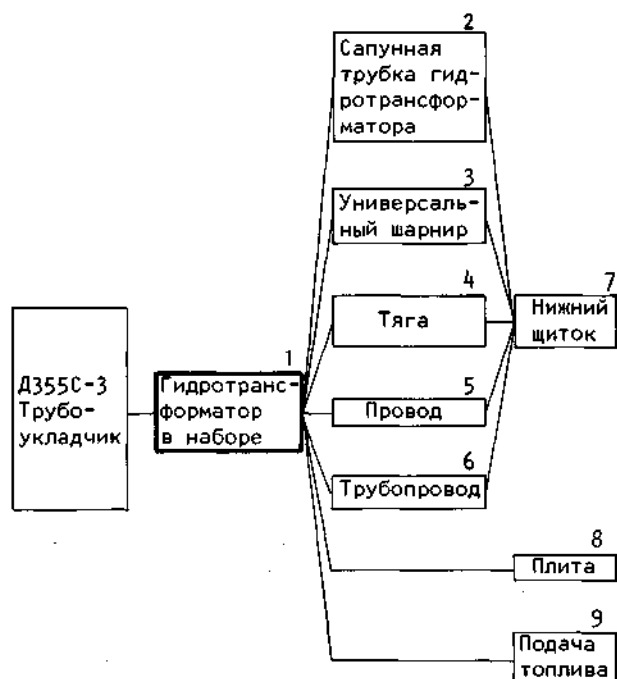 2
Сапунная
трубка гид-
ротрансфор-
матора
3
Универсаль-
ный шарнир
4
Тяга
7
Нижний
щиток
Д355С-3
Трубо-
укладчик
1
Гидротранс-
форматор
в наборе
5
Провод
6
Трубопровод
8
Плита
9
Подача
топлива